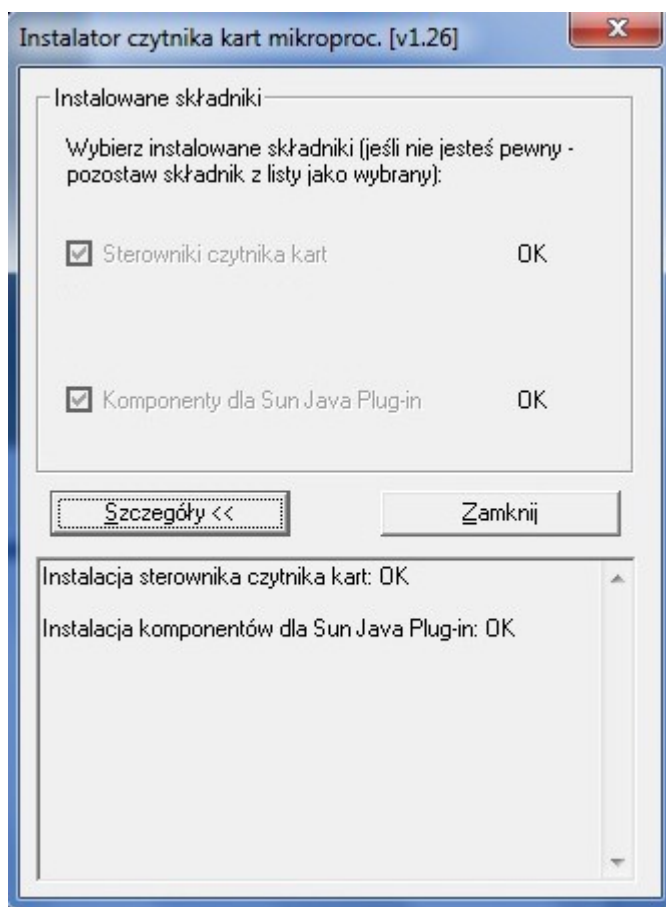 Instalator czytnika kart mikroproc. [v1.26]
Instalowane składniki
Wybierz instalowane składniki (jeśli nie jesteś pewny -
pozostaw składnik z listy jako wybrany):
Sterowniki czytnika kart OK
Komponenty dla Sun Java Plug-in OK
Szczegóły << Zamknij
Instalacja sterownika czytnika kart: OK
Instalacja komponentów dla Sun Java Plug-in: OK